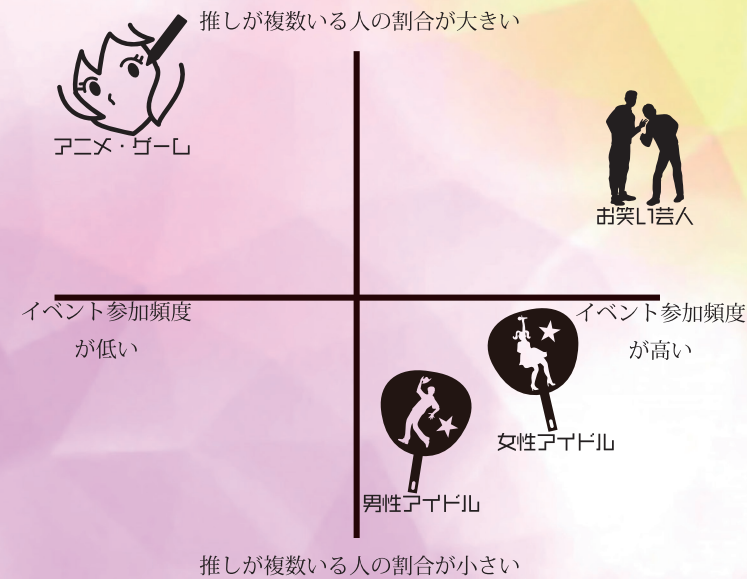 推しが複数いる人の割合が大きい
アニメ・ゲーム
お笑い芸人
イベント参加頻度
が低い
イベント参加頻度
が高い
女性アイドル
男性アイドル
推しが複数いる人の割合が小さい